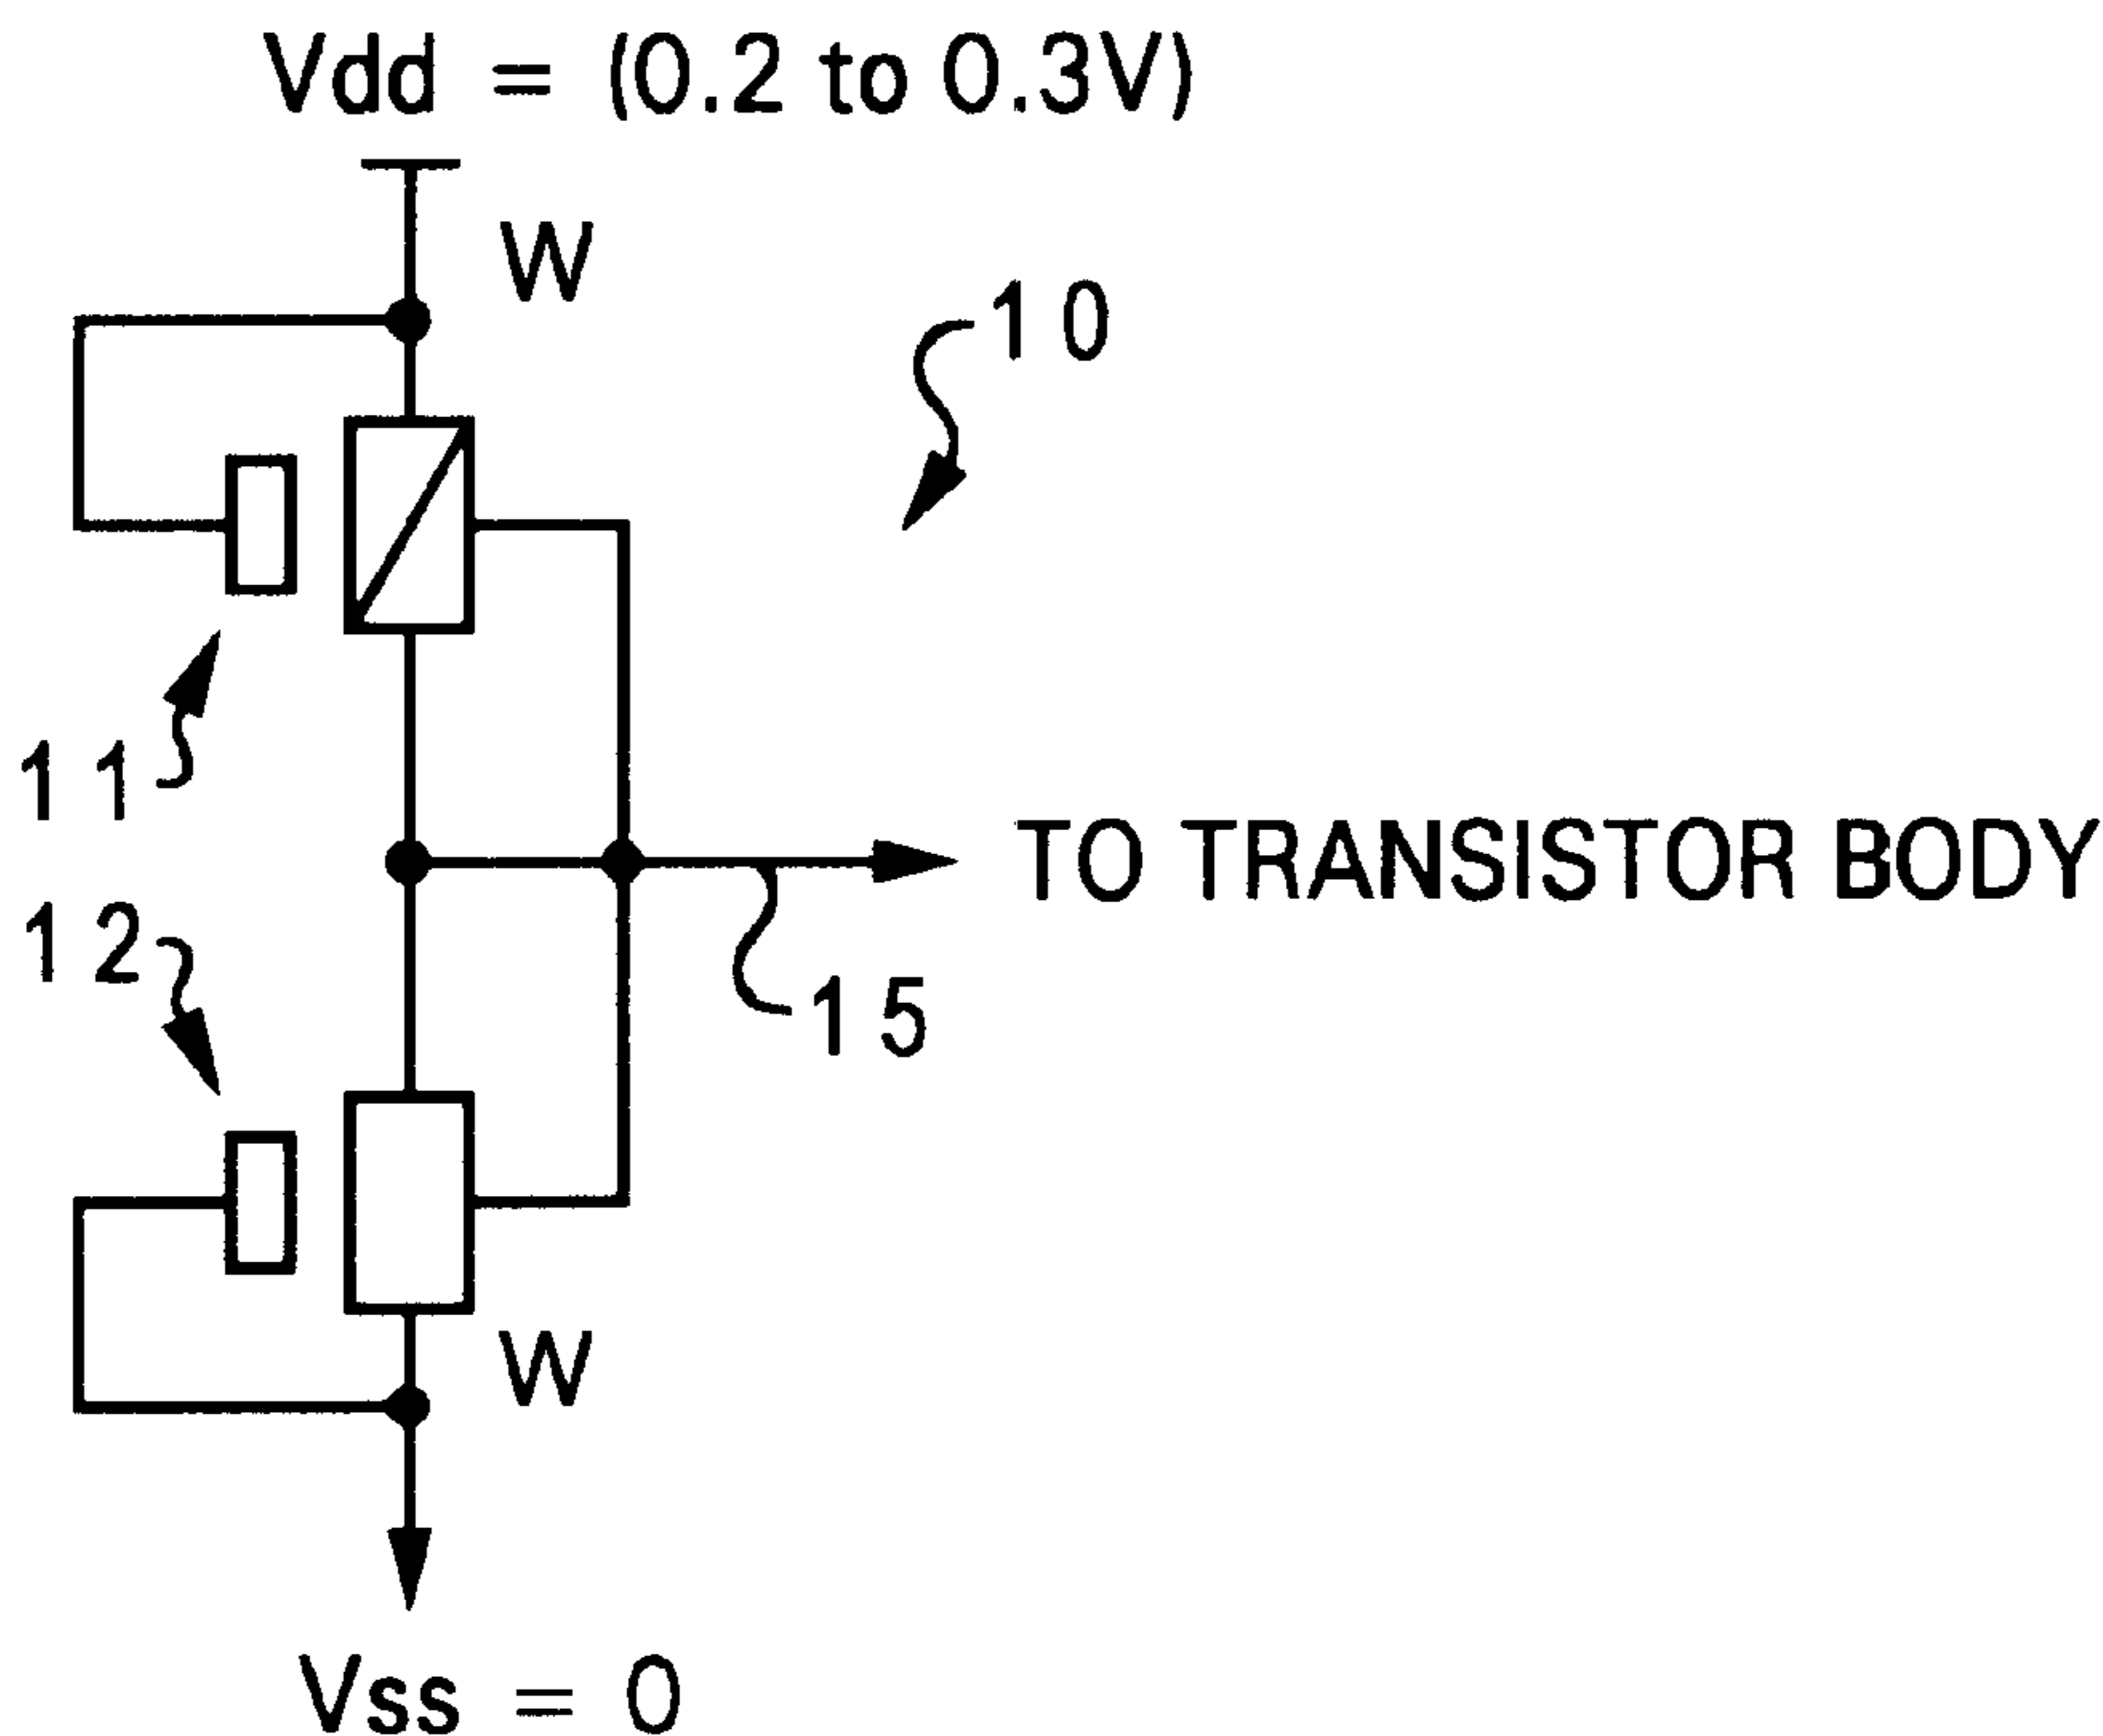 Vdd = (0.2 to 0.3V)
W
10
11
TO TRANSISTOR BODY
12
15
W
Vss = 0